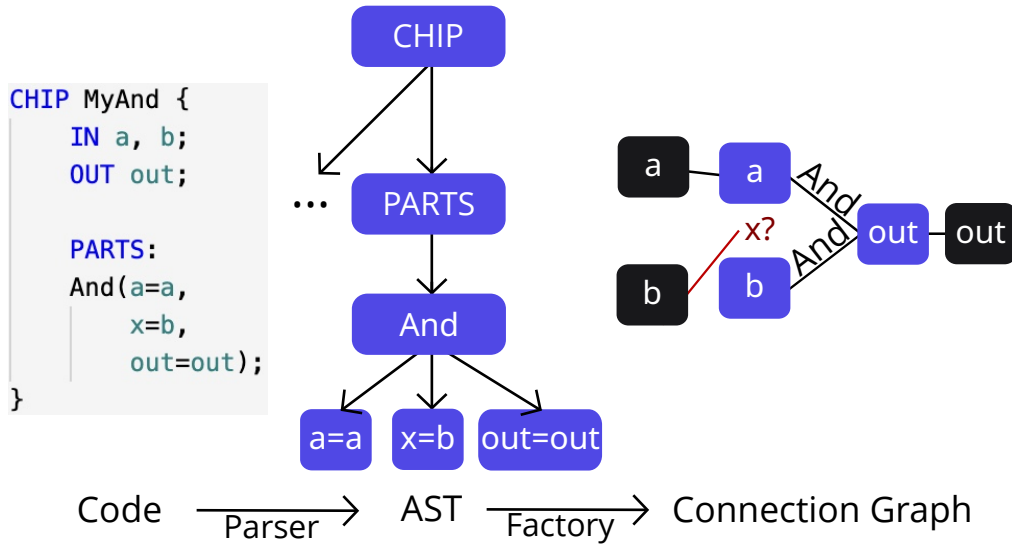 CHIP MyAnd {
IN a, b;
OUT out;
PARTS:
And(a=a,
x=b,
out=out);
}
CHIP
...
PARTS
And
a=a
x=b
out=out
a
a
And
x?
And
out
out
b
b
Code
Parser
AST
Factory
Connection Graph